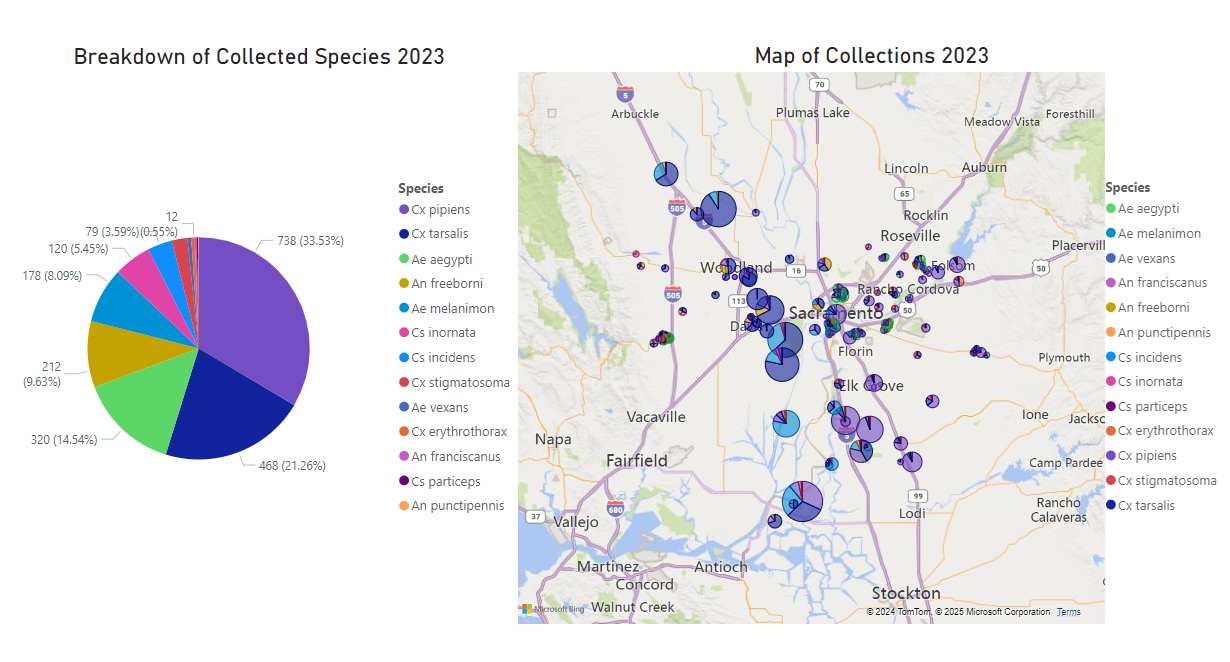 Breakdown of Collected Species 2023
12
79 (3.59%)
(0.55%)
120 (5.45%)
178 (8.09%)
212
(9.63%)
320 (14.54%)
468 (21.26%)
738 (33.53%)
Species
Cx pipiens
Cx tarsalis
Ae aegypti
An freeborni
Ae melanimon
Cs inornata
Cs incidens
Cx stigmatosoma
Ae vexans
Cx erythrothorax
An franciscanus
Cs particeps
An punctipennis
Map of Collections 2023
5
70
Arbuckle
Plumas Lake
Meadow Vista
Foresthill
Lincoln
Auburn
65
505
Rocklin
Roseville
Placervill
Woodland
16
Folsom
50
505
113
Rancho Cordova
50
Sacramento
Florin
Plymouth
Elk Grove
Vacaville
Ione
Jackso
Napa
Fairfield
Camp Pardee
99
Rancho
Calaveras
680
37
Vallejo
Lodi
Martinez
Antioch
Concord
Stockton
Walnut Creek
Microsoft Bing
© 2024 TomTom, © 2025 Microsoft Corporation Terms
Species
Ae aegypti
Ae melanimon
Ae vexans
An franciscanus
An freeborni
An punctipennis
Cs incidens
Cs inornata
Cs particeps
Cx erythrothorax
Cx pipiens
Cx stigmatosoma
Cx tarsalis